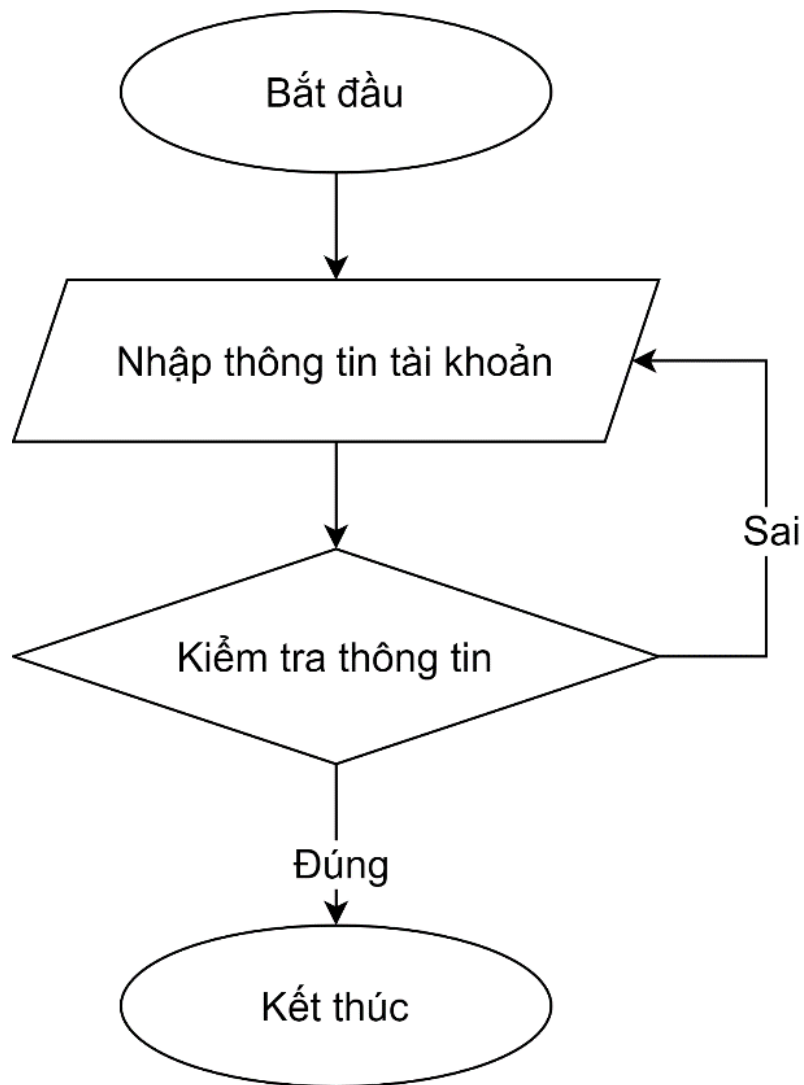 Bắt đầu
Nhập thông tin tài khoản
Sai
Kiểm tra thông tin
Đúng
Kết thúc